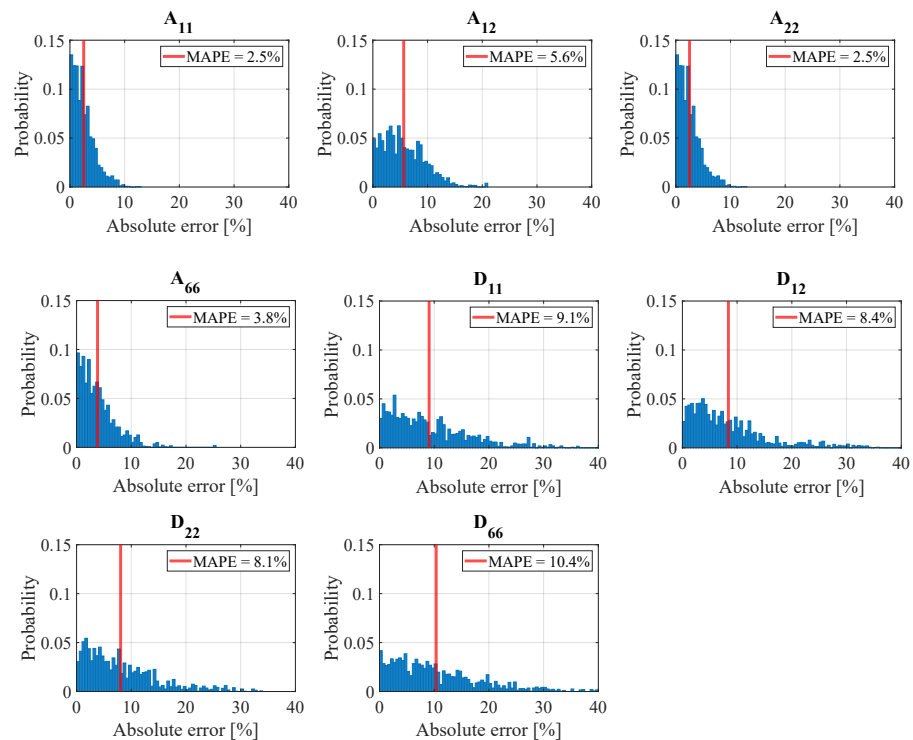 A11
0.15
0.1
0.05
0
0 10 20 30 40
Probability
Absolute error [%]
MAPE = 2.5%
A12
0.15
0.1
0.05
0
0 10 20 30 40
Probability
Absolute error [%]
MAPE = 5.6%
A22
0.15
0.1
0.05
0
0 10 20 30 40
Probability
Absolute error [%]
MAPE = 2.5%
A66
0.15
0.1
0.05
0
0 10 20 30 40
Probability
Absolute error [%]
MAPE = 3.8%
D11
0.15
0.1
0.05
0
0 10 20 30 40
Probability
Absolute error [%]
MAPE = 9.1%
D12
0.15
0.1
0.05
0
0 10 20 30 40
Probability
Absolute error [%]
MAPE = 8.4%
D22
0.15
0.1
0.05
0
0 10 20 30 40
Probability
Absolute error [%]
MAPE = 8.1%
D66
0.15
0.1
0.05
0
0 10 20 30 40
Probability
Absolute error [%]
MAPE = 10.4%